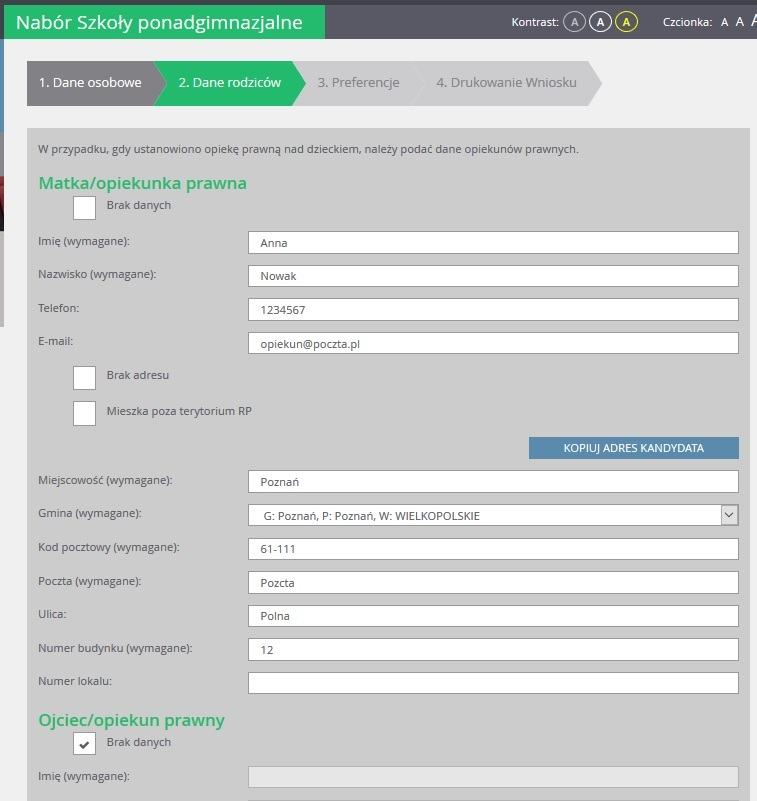 Nabór Szkoły ponadgimnazjalne
Kontrast: A A A Czcionka: A A A
1. Dane osobowe 2. Dane rodziców 3. Preferencje 4. Drukowanie Wniosku
W przypadku, gdy ustanowiono opiekę prawną nad dzieckiem, należy podać dane opiekunów prawnych.
Matka/opiekunka prawna
Brak danych
Imię (wymagane): Anna
Nazwisko (wymagane): Nowak
Telefon: 1234567
E-mail: opiekun@poczta.pl
Brak adresu
Mieszka poza terytorium RP
KOPIUJ ADRES KANDYDATA
Miejscowość (wymagane): Poznań
Gmina (wymagane): G: Poznań, P: Poznań, W: WIELKOPOLSKIE
Kod pocztowy (wymagane): 61-111
Poczta (wymagane): Pozcta
Ulica: Polna
Numer budynku (wymagane): 12
Numer lokalu:
Ojciec/opiekun prawny
Brak danych
Imię (wymagane):